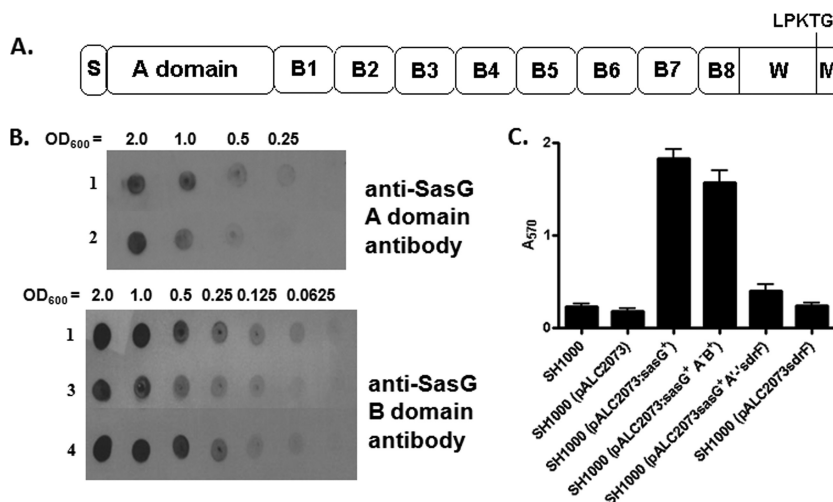 A.
LPKTG
S A domain B1 B2 B3 B4 B5 B6 B7 B8 W M
B.
OD600 = 2.0 1.0 0.5 0.25
1
2
anti-SasG
A domain
antibody
OD600 = 2.0 1.0 0.5 0.25 0.125 0.0625
1
3
4
anti-SasG
B domain
antibody
C.
2
1
0
A570
SH1000
SH1000 (pALC2073)
SH1000 (pALC2073:sasG+)
SH1000 (pALC2073:sasG+ A-B+)
SH1000 (pALC2073sasG+A-'sdrF)
SH1000 (pALC2073sdrF)